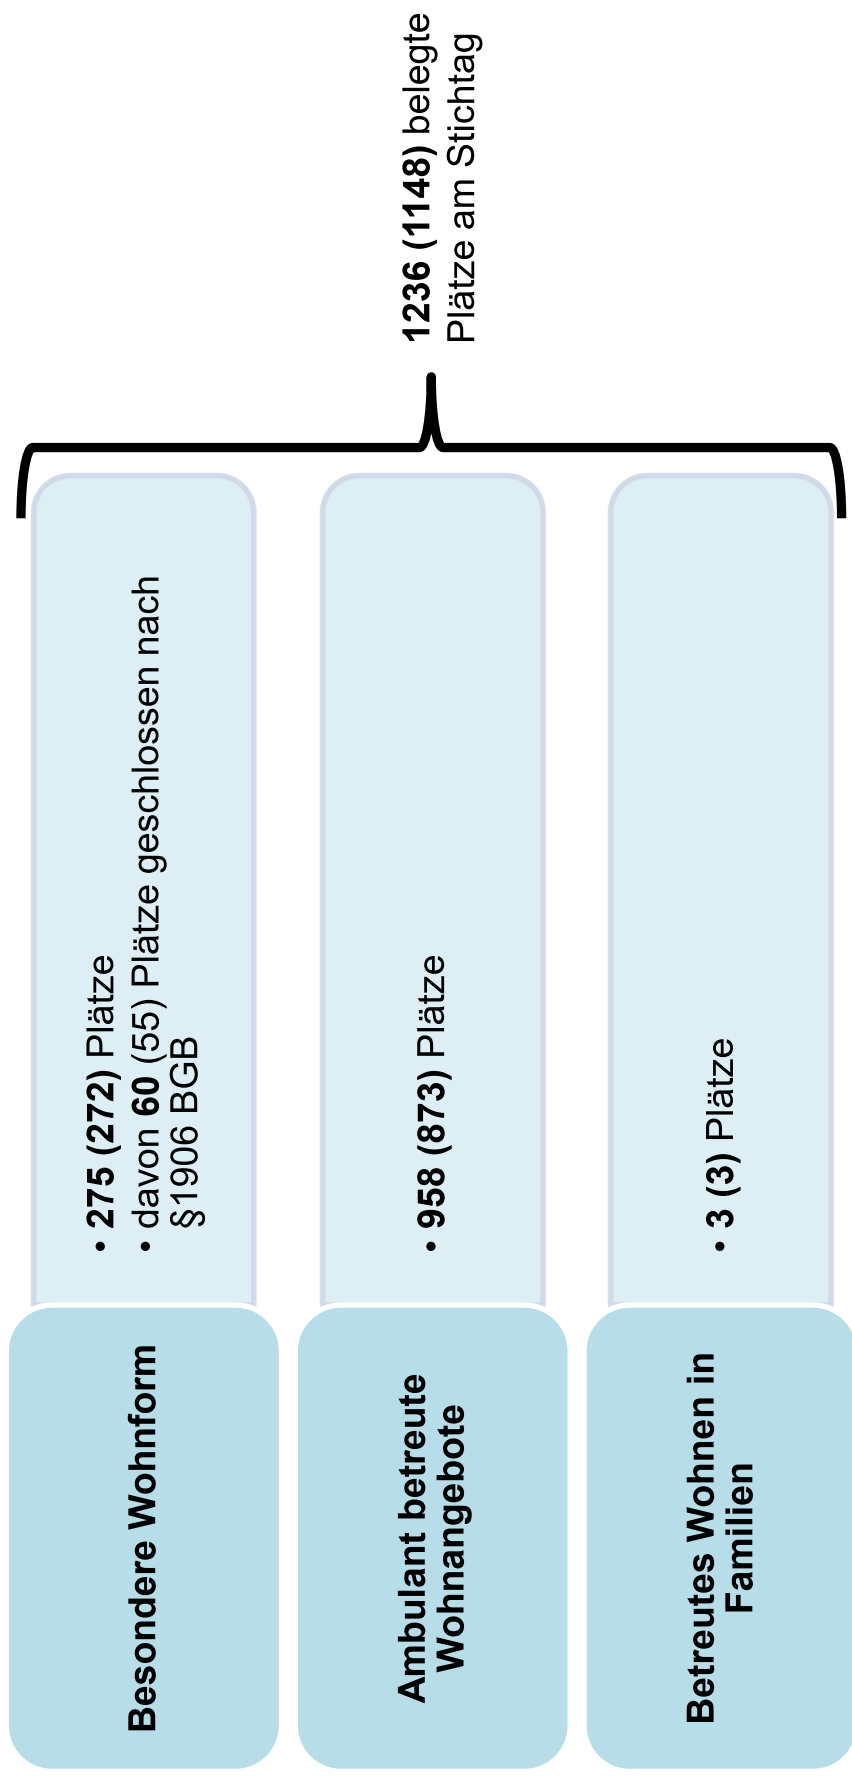 Besondere Wohnform
• 275 (272) Plätze
• davon 60 (55) Plätze geschlossen nach
§1906 BGB
Ambulant betreute
Wohnangebote
• 958 (873) Plätze
Betreutes Wohnen in
Familien
• 3 (3) Plätze
1236 (1148) belegte
Plätze am Stichtag